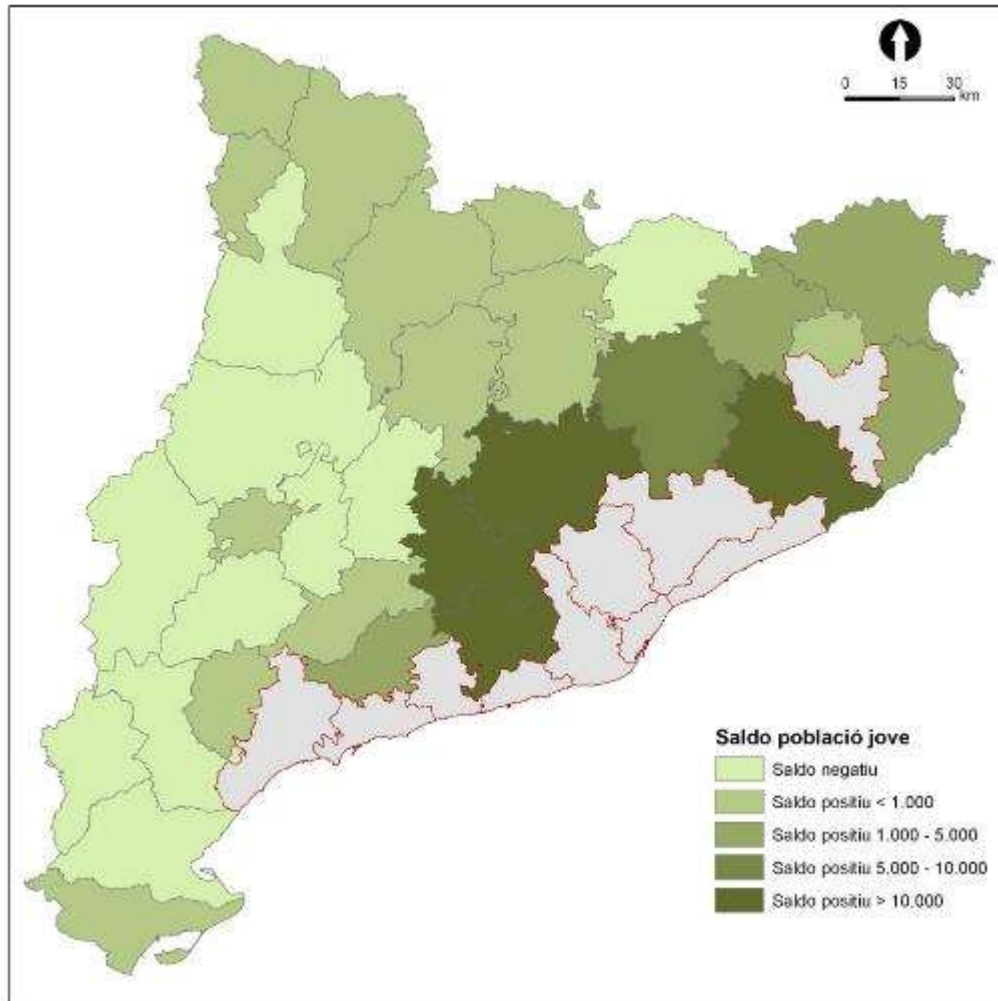 0 15 30
km
Saldo població jove
Saldo negatiu
Saldo positiu < 1.000
Saldo positiu 1.000 - 5.000
Saldo positiu 5.000 - 10.000
Saldo positiu > 10.000